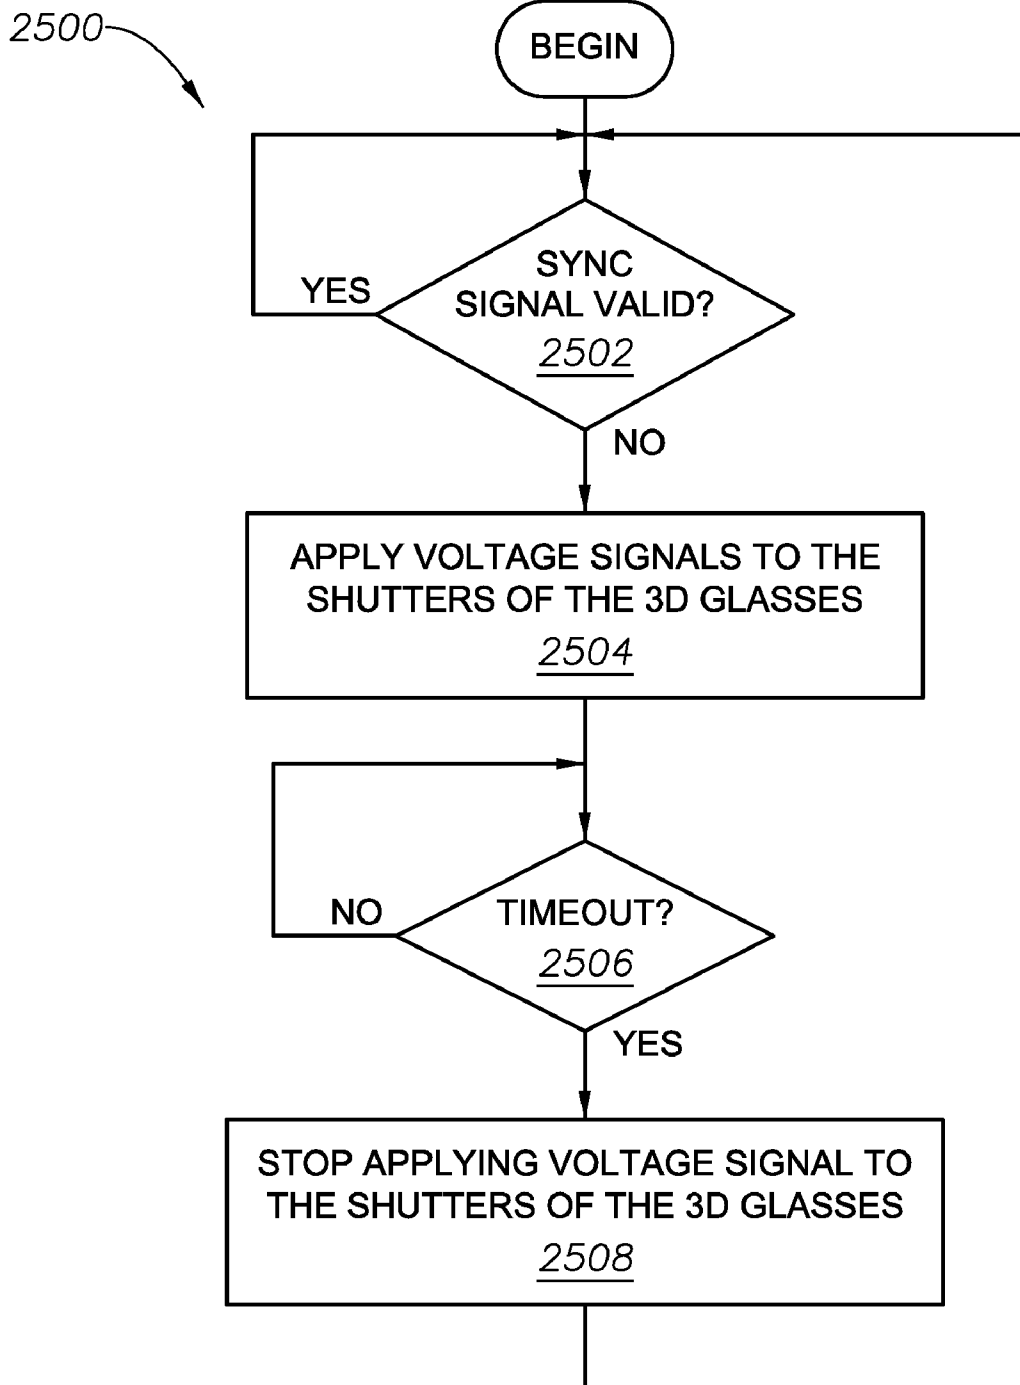 2500
BEGIN
SYNC
SIGNAL VALID?
2502
YES
NO
APPLY VOLTAGE SIGNALS TO THE
SHUTTERS OF THE 3D GLASSES
2504
TIMEOUT?
2506
NO
YES
STOP APPLYING VOLTAGE SIGNAL TO
THE SHUTTERS OF THE 3D GLASSES
2508